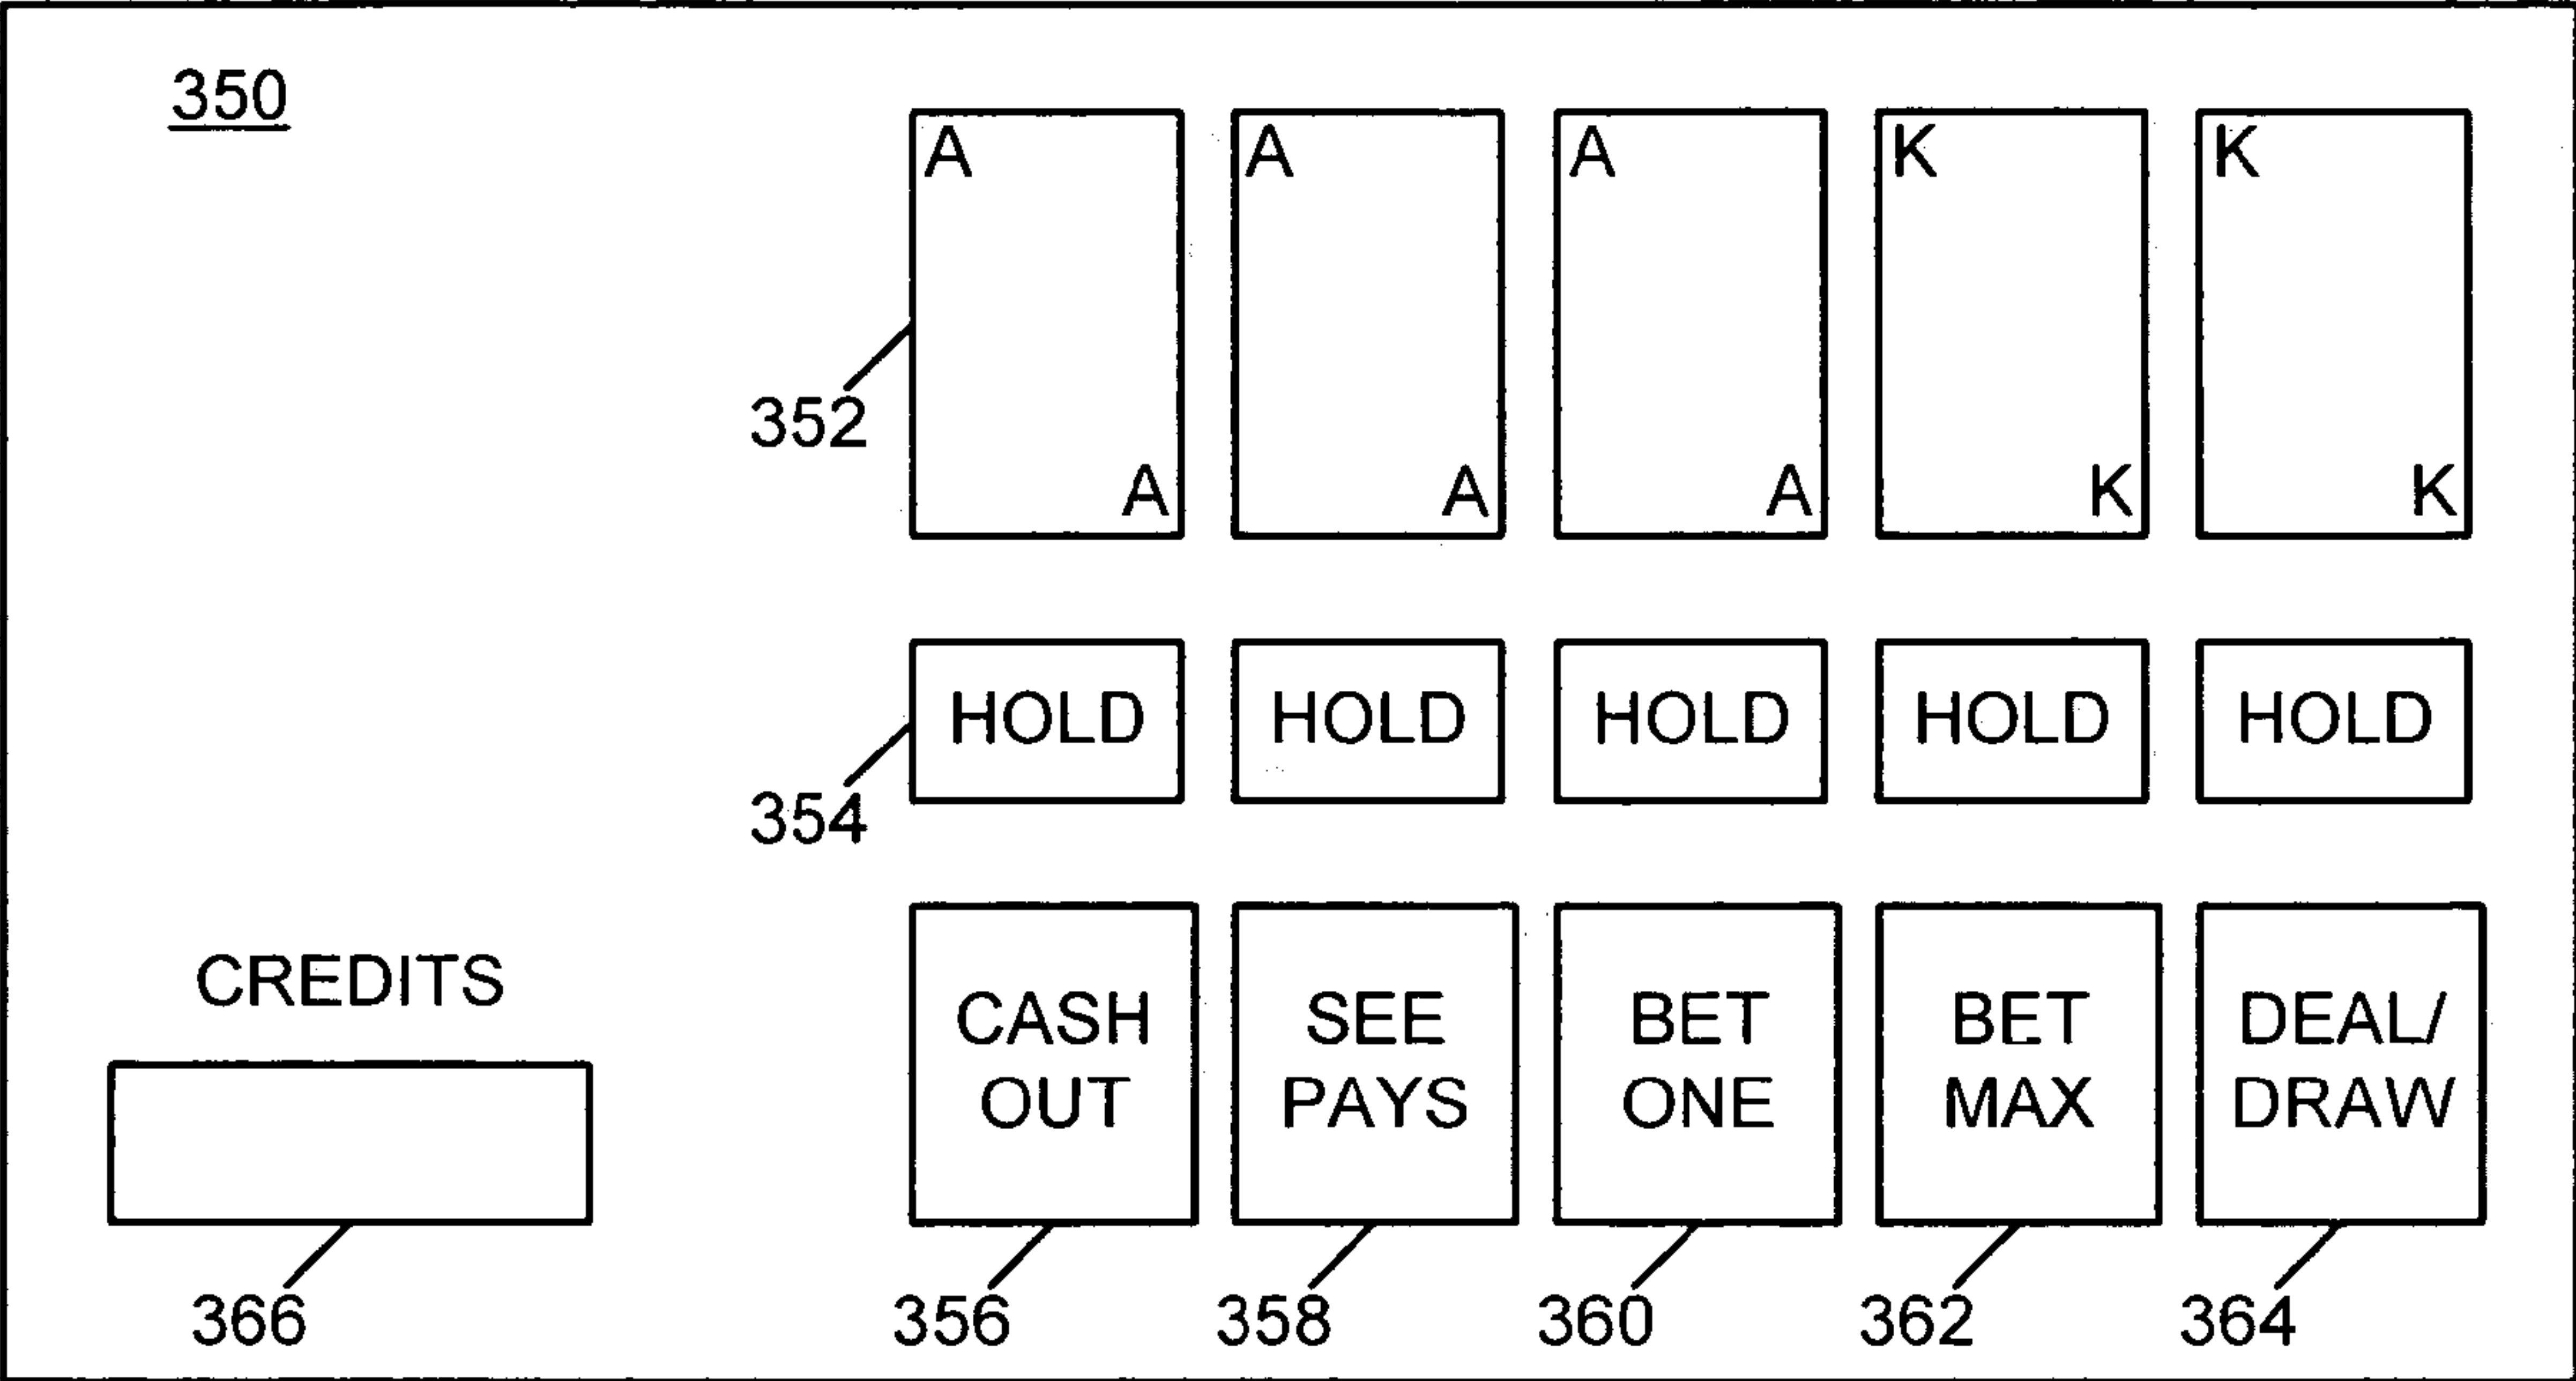 350
A A A K K
352
A A A K K
HOLD HOLD HOLD HOLD HOLD
354
CREDITS
CASH OUT
SEE PAYS
BET ONE
BET MAX
DEAL/ DRAW
366 356 358 360 362 364